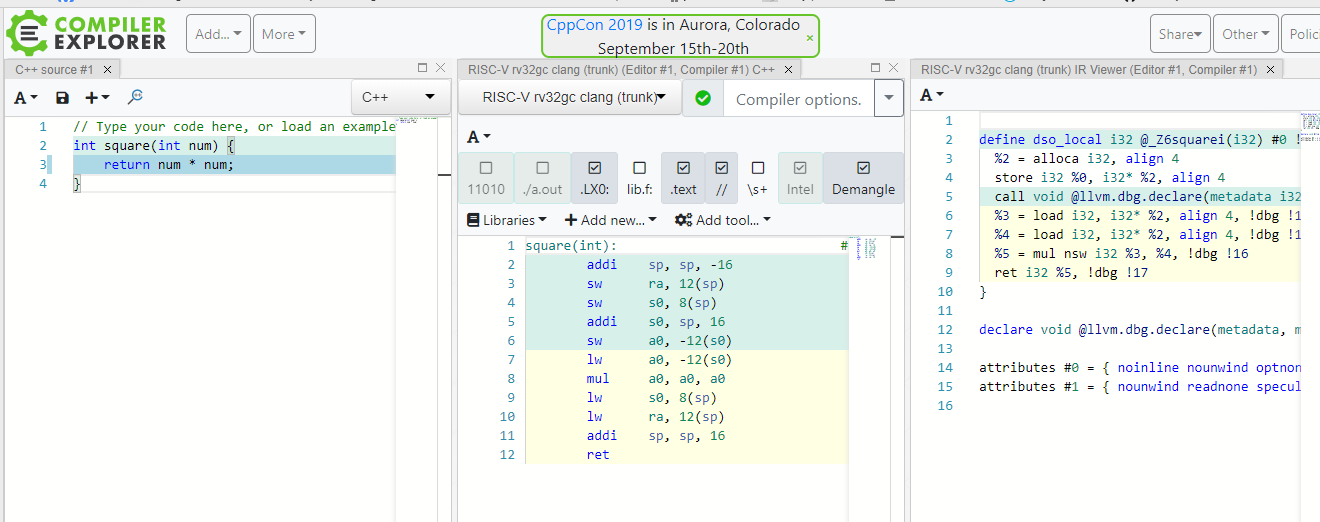 COMPILER
EXPLORER
Add...
More
CppCon 2019 is in Aurora, Colorado
September 15th-20th
×
Share
Other
C++ source #1
A
C++
1 // Type your code here, or load an example
2 int square(int num) {
3 return num * num;
4 }
RISC-V rv32gc clang (trunk) (Editor #1, Compiler #1) C++
RISC-V rv32gc clang (trunk)
Compiler options.
A
11010 ./a.out .LX0: lib.f: .text // \s+ Intel Demangle
Libraries + Add new... Add tool...
1 square(int): #
2 addi sp, sp, -16
3 sw ra, 12(sp)
4 sw s0, 8(sp)
5 addi s0, sp, 16
6 sw a0, -12(s0)
7 lw a0, -12(s0)
8 mul a0, a0, a0
9 lw s0, 8(sp)
10 lw ra, 12(sp)
11 addi sp, sp, 16
12 ret
RISC-V rv32gc clang (trunk) IR Viewer (Editor #1, Compiler #1)
A
1
2 define dso_local i32 @_Z6squarei(i32) #0 !
3 %2 = alloca i32, align 4
4 store i32 %0, i32* %2, align 4
5 call void @llvm.dbg.declare(metadata i32
6 %3 = load i32, i32* %2, align 4, !dbg !1
7 %4 = load i32, i32* %2, align 4, !dbg !1
8 %5 = mul nsw i32 %3, %4, !dbg !16
9 ret i32 %5, !dbg !17
10 }
11
12 declare void @llvm.dbg.declare(metadata, m
13
14 attributes #0 = { noinline nounwind optnon
15 attributes #1 = { nounwind readnone specul
16